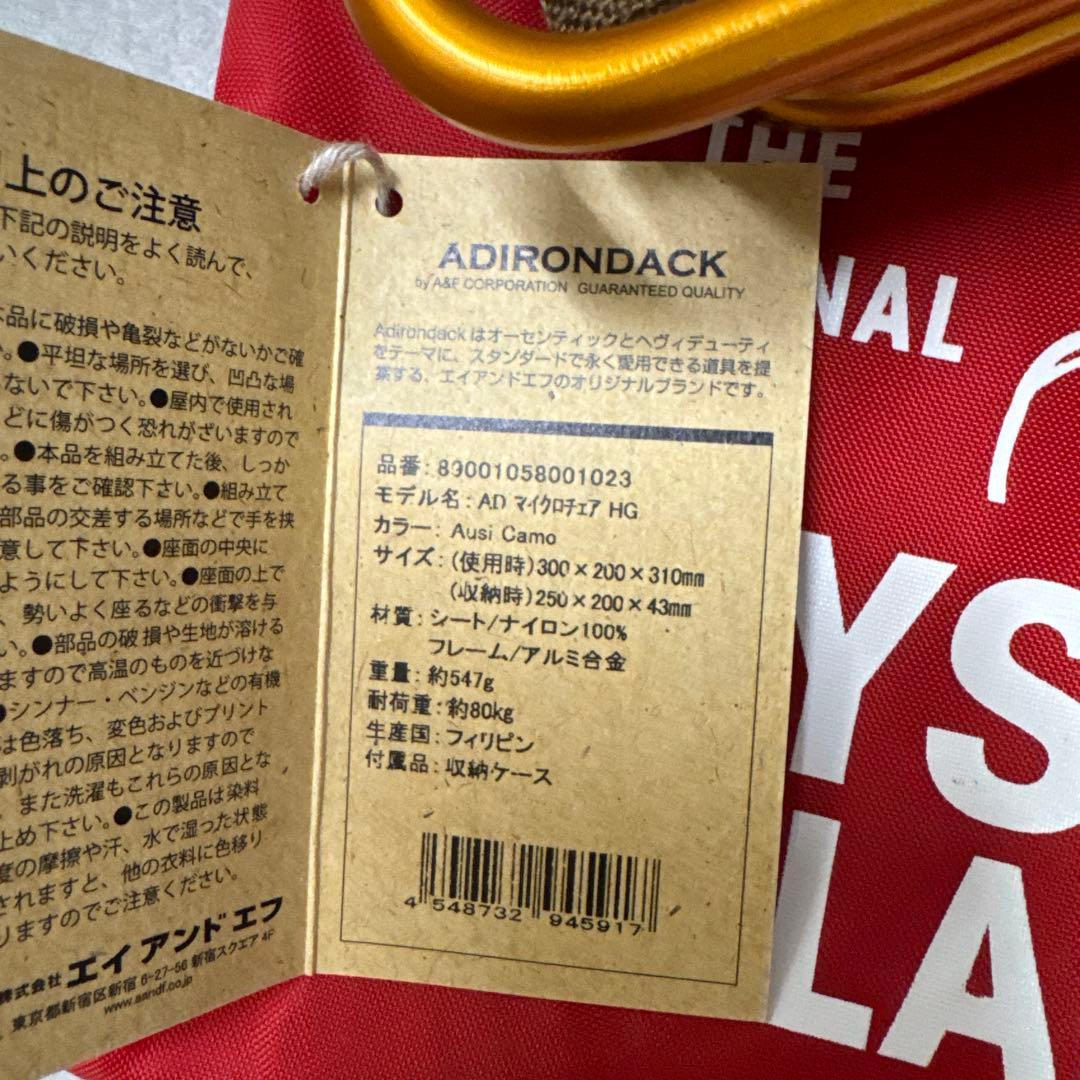 上のご注意
下記の説明をよく読んで、
いください。
本品に破損や亀裂などがないかご確
。●平坦な場所を選び、凹凸な場
ないで下さい。●屋内で使用され
どに傷がつく恐れがざいますので
。●本品を組み立てた後、しっか
る事をご確認下さい。●組み立て
部品の交差する場所などで手を挟
意して下さい。●座面の中央に
ようにして下さい。●座面の上で
、勢いよく座るなどの衝撃を与
い。●部品の破損や生地が溶ける
ますので高温のものを近づけな
●シンナー・ベンジンなどの有機
は色落ち、変色およびプリント
剥がれの原因となりますので
、また洗濯もこれらの原因とな
止め下さい。●この製品は染料
度の摩擦や汗、水で湿った状態
されますと、他の衣料に色移り
りますのでご注意ください。
株式会社 エイ アンド エフ
東京都新宿区新宿 6-27-56 新宿スクエア 4F
www.aandf.co.jp
ADIRONDACK
by A&F CORPORATION GUARANTEED QUALITY
Adirondack はオーセンティックとヘヴィデューティ
をテーマに、スタンダードで永く愛用できる道具を提
案する、エイアンドエフのオリジナルブランドです。
品番：89001058001023
モデル名：AD マイクロチェア HG
カラー：Ausi Camo
サイズ：(使用時)300×200×310mm
(収納時)250×200×43mm
材質：シート/ナイロン100%
フレーム/アルミ合金
重量：約547g
耐荷重：約80kg
生産国：フィリピン
付属品：収納ケース
4 548732 945917
THE
NAL
YS
LA